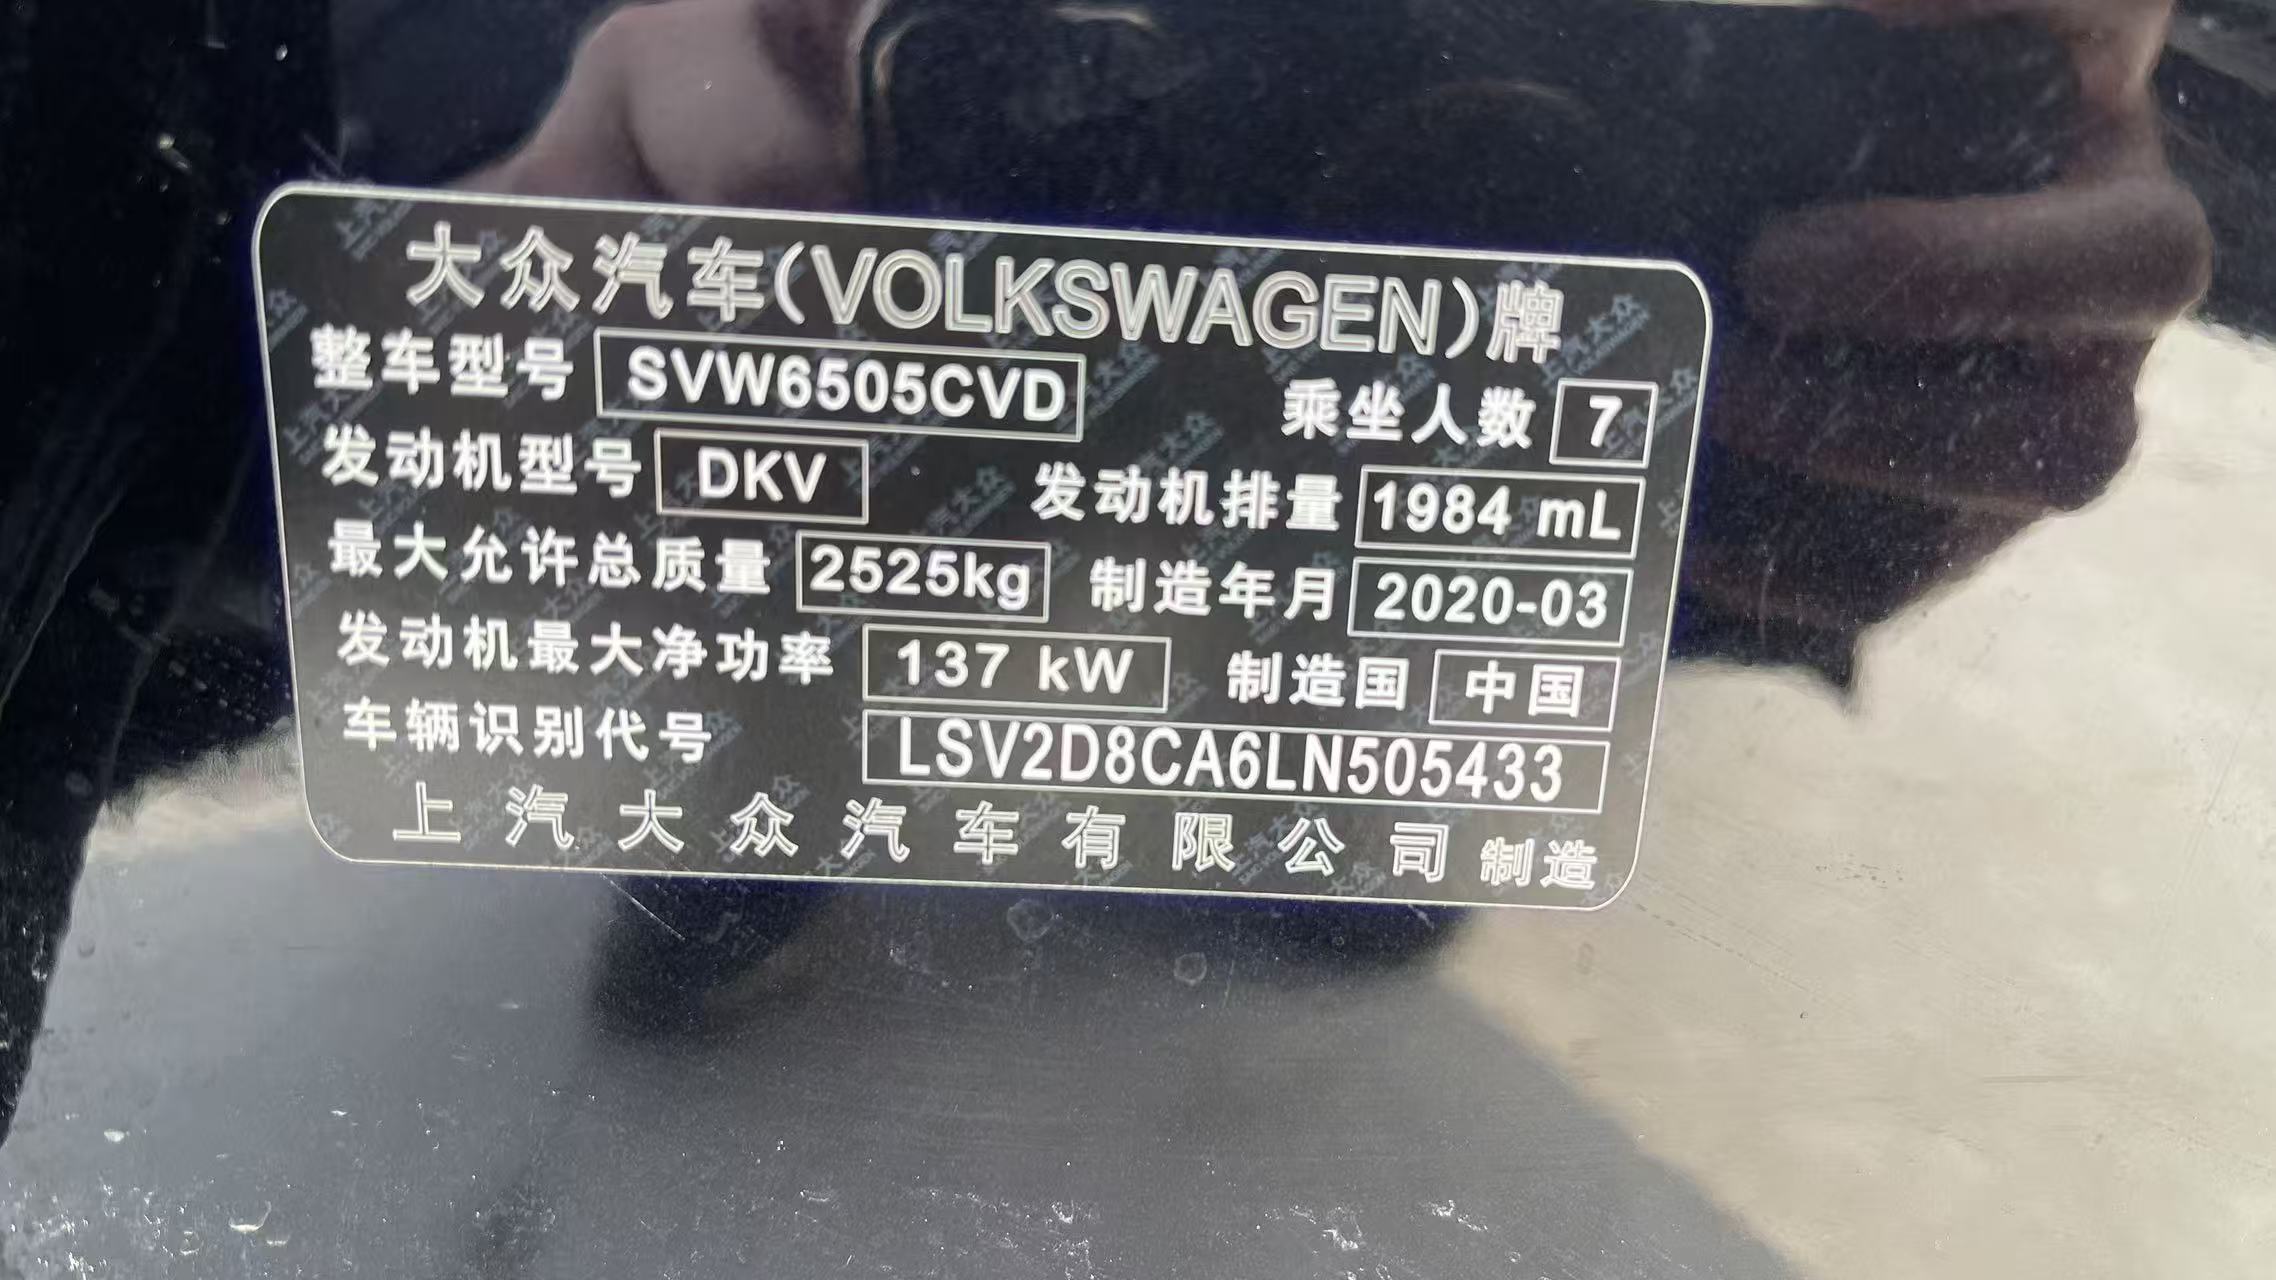 大众汽车(VOLKSWAGEN)牌
整车型号 SVW6505CVD 乘坐人数 7
发动机型号 DKV 发动机排量 1984 mL
最大允许总质量 2525kg 制造年月 2020-03
发动机最大净功率 137 kW 制造国 中国
车辆识别代号 LSV2D8CA6LN505433
上汽大众汽车有限公司 制造